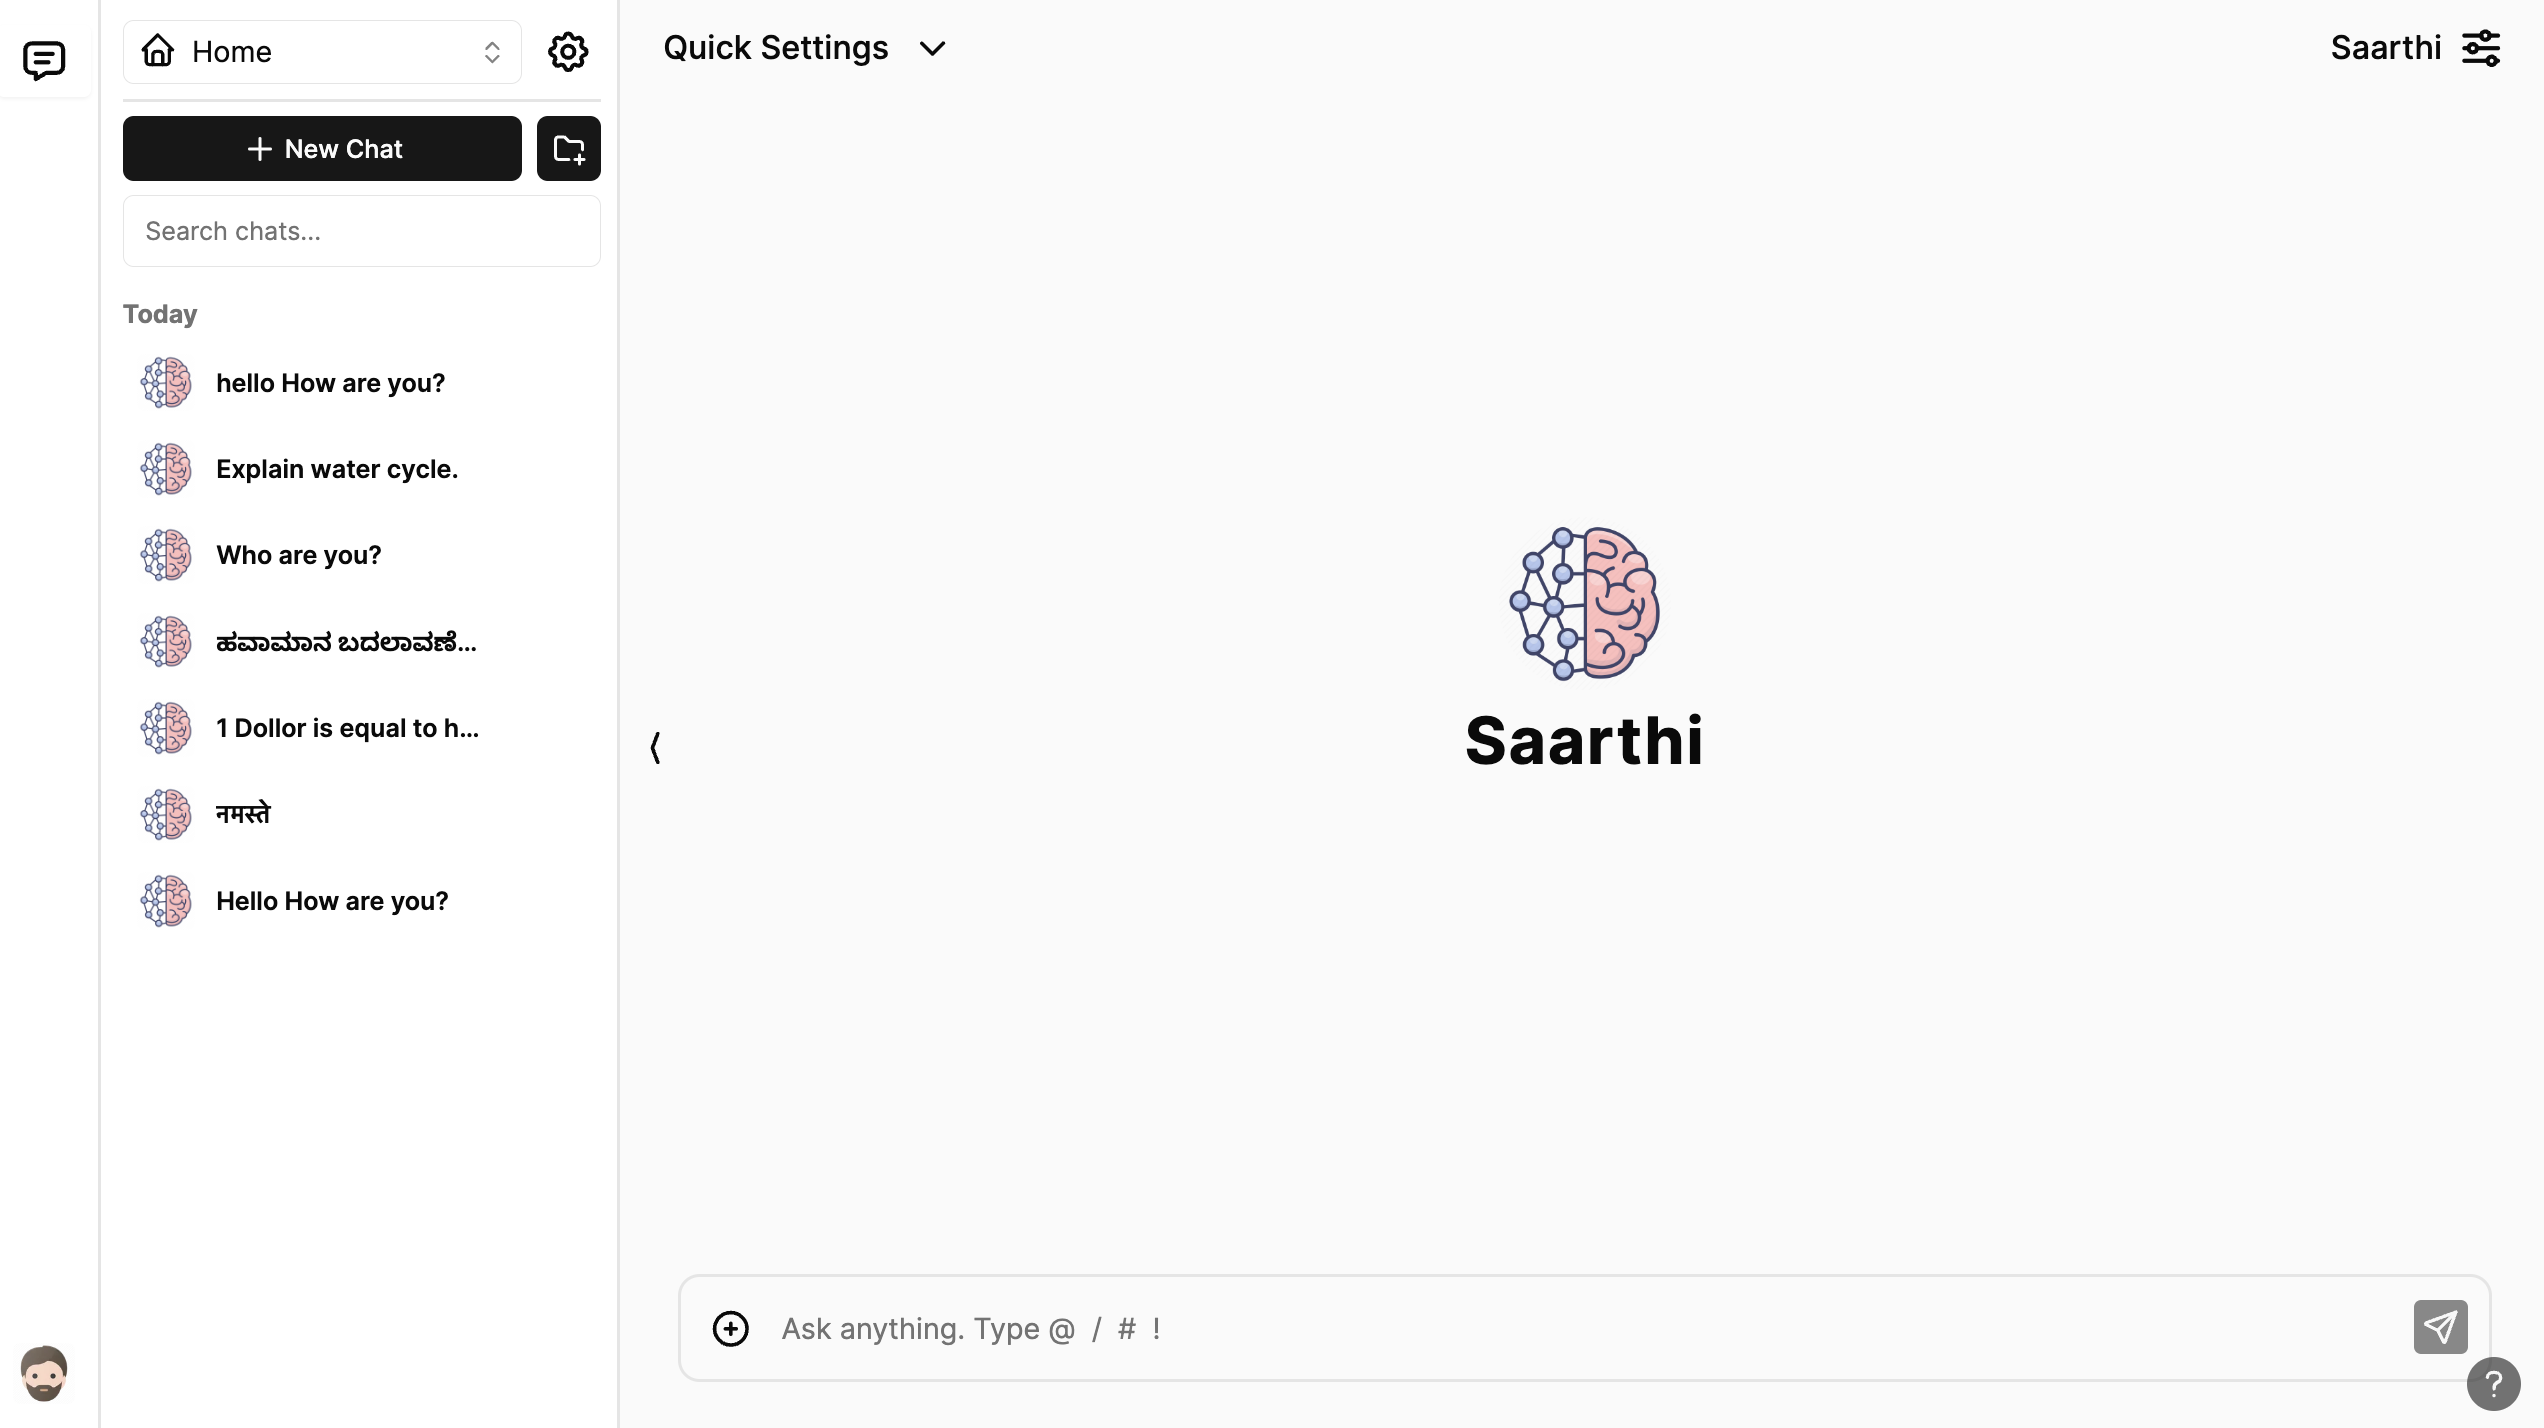 Home
New Chat
Search chats...
Today
hello How are you?
Explain water cycle.
Who are you?
ಹವಾಮಾನ ಬದಲಾವಣೆ...
1 Dollor is equal to h...
नमस्ते
Hello How are you?
Quick Settings
Saarthi
Saarthi
Ask anything. Type @ / # !
?